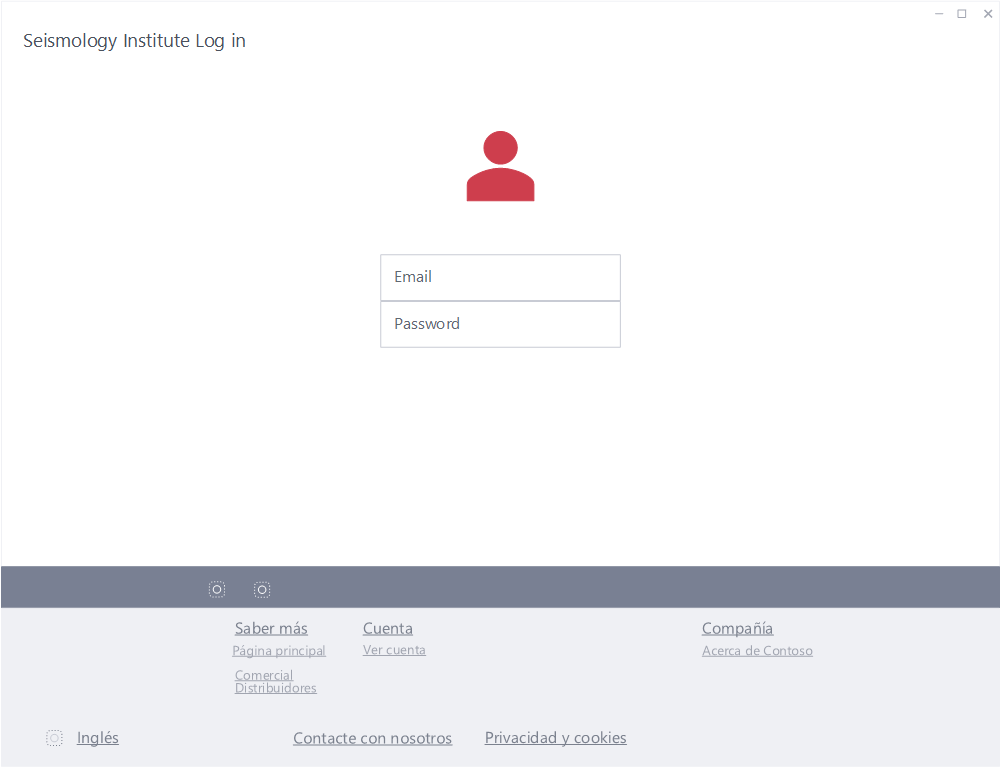 Seismology Institute Log in
Email
Password
Saber más
Cuenta
Compañía
Página principal
Ver cuenta
Acerca de Contoso
Comercial
Distribuidores
Inglés
Contacte con nosotros
Privacidad y cookies